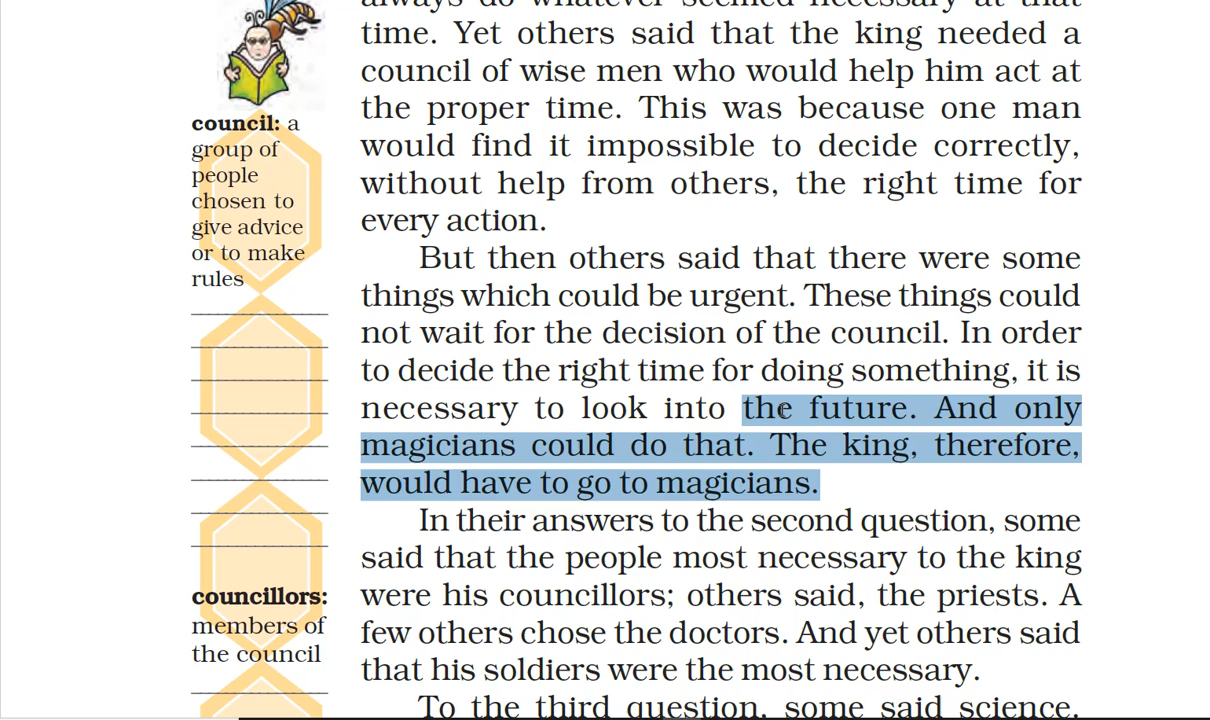 always do whatever seemed necessary at that
time. Yet others said that the king needed a
council of wise men who would help him act at
the proper time. This was because one man
would find it impossible to decide correctly,
without help from others, the right time for
every action.
But then others said that there were some
things which could be urgent. These things could
not wait for the decision of the council. In order
to decide the right time for doing something, it is
necessary to look into the future. And only
magicians could do that. The king, therefore,
would have to go to magicians.
In their answers to the second question, some
said that the people most necessary to the king
were his councillors; others said, the priests. A
few others chose the doctors. And yet others said
that his soldiers were the most necessary.
To the third question, some said science.
council: a
group of
people
chosen to
give advice
or to make
rules
councillors:
members of
the council